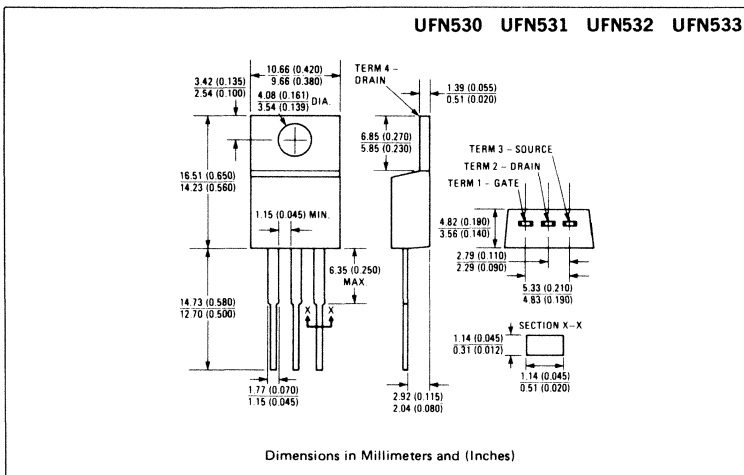 UFN530 UFN531 UFN532 UFN533
10.66 (0.420)
9.66 (0.380)
3.42 (0.135)
2.54 (0.100)
4.08 (0.161)
3.54 (0.139)
DIA.
TERM 4 –
DRAIN
1.39 (0.055)
0.51 (0.020)
6.85 (0.270)
5.85 (0.230)
TERM 3 – SOURCE
TERM 2 – DRAIN
TERM 1 – GATE
16.51 (0.650)
14.23 (0.560)
1.15 (0.045) MIN.
4.82 (0.190)
3.56 (0.140)
2.79 (0.110)
2.29 (0.090)
6.35 (0.250)
MAX.
5.33 (0.210)
4.83 (0.190)
14.73 (0.580)
12.70 (0.500)
X X
SECTION X–X
1.14 (0.045)
0.31 (0.012)
1.14 (0.045)
0.51 (0.020)
1.77 (0.070)
1.15 (0.045)
2.92 (0.115)
2.04 (0.080)
Dimensions in Millimeters and (Inches)